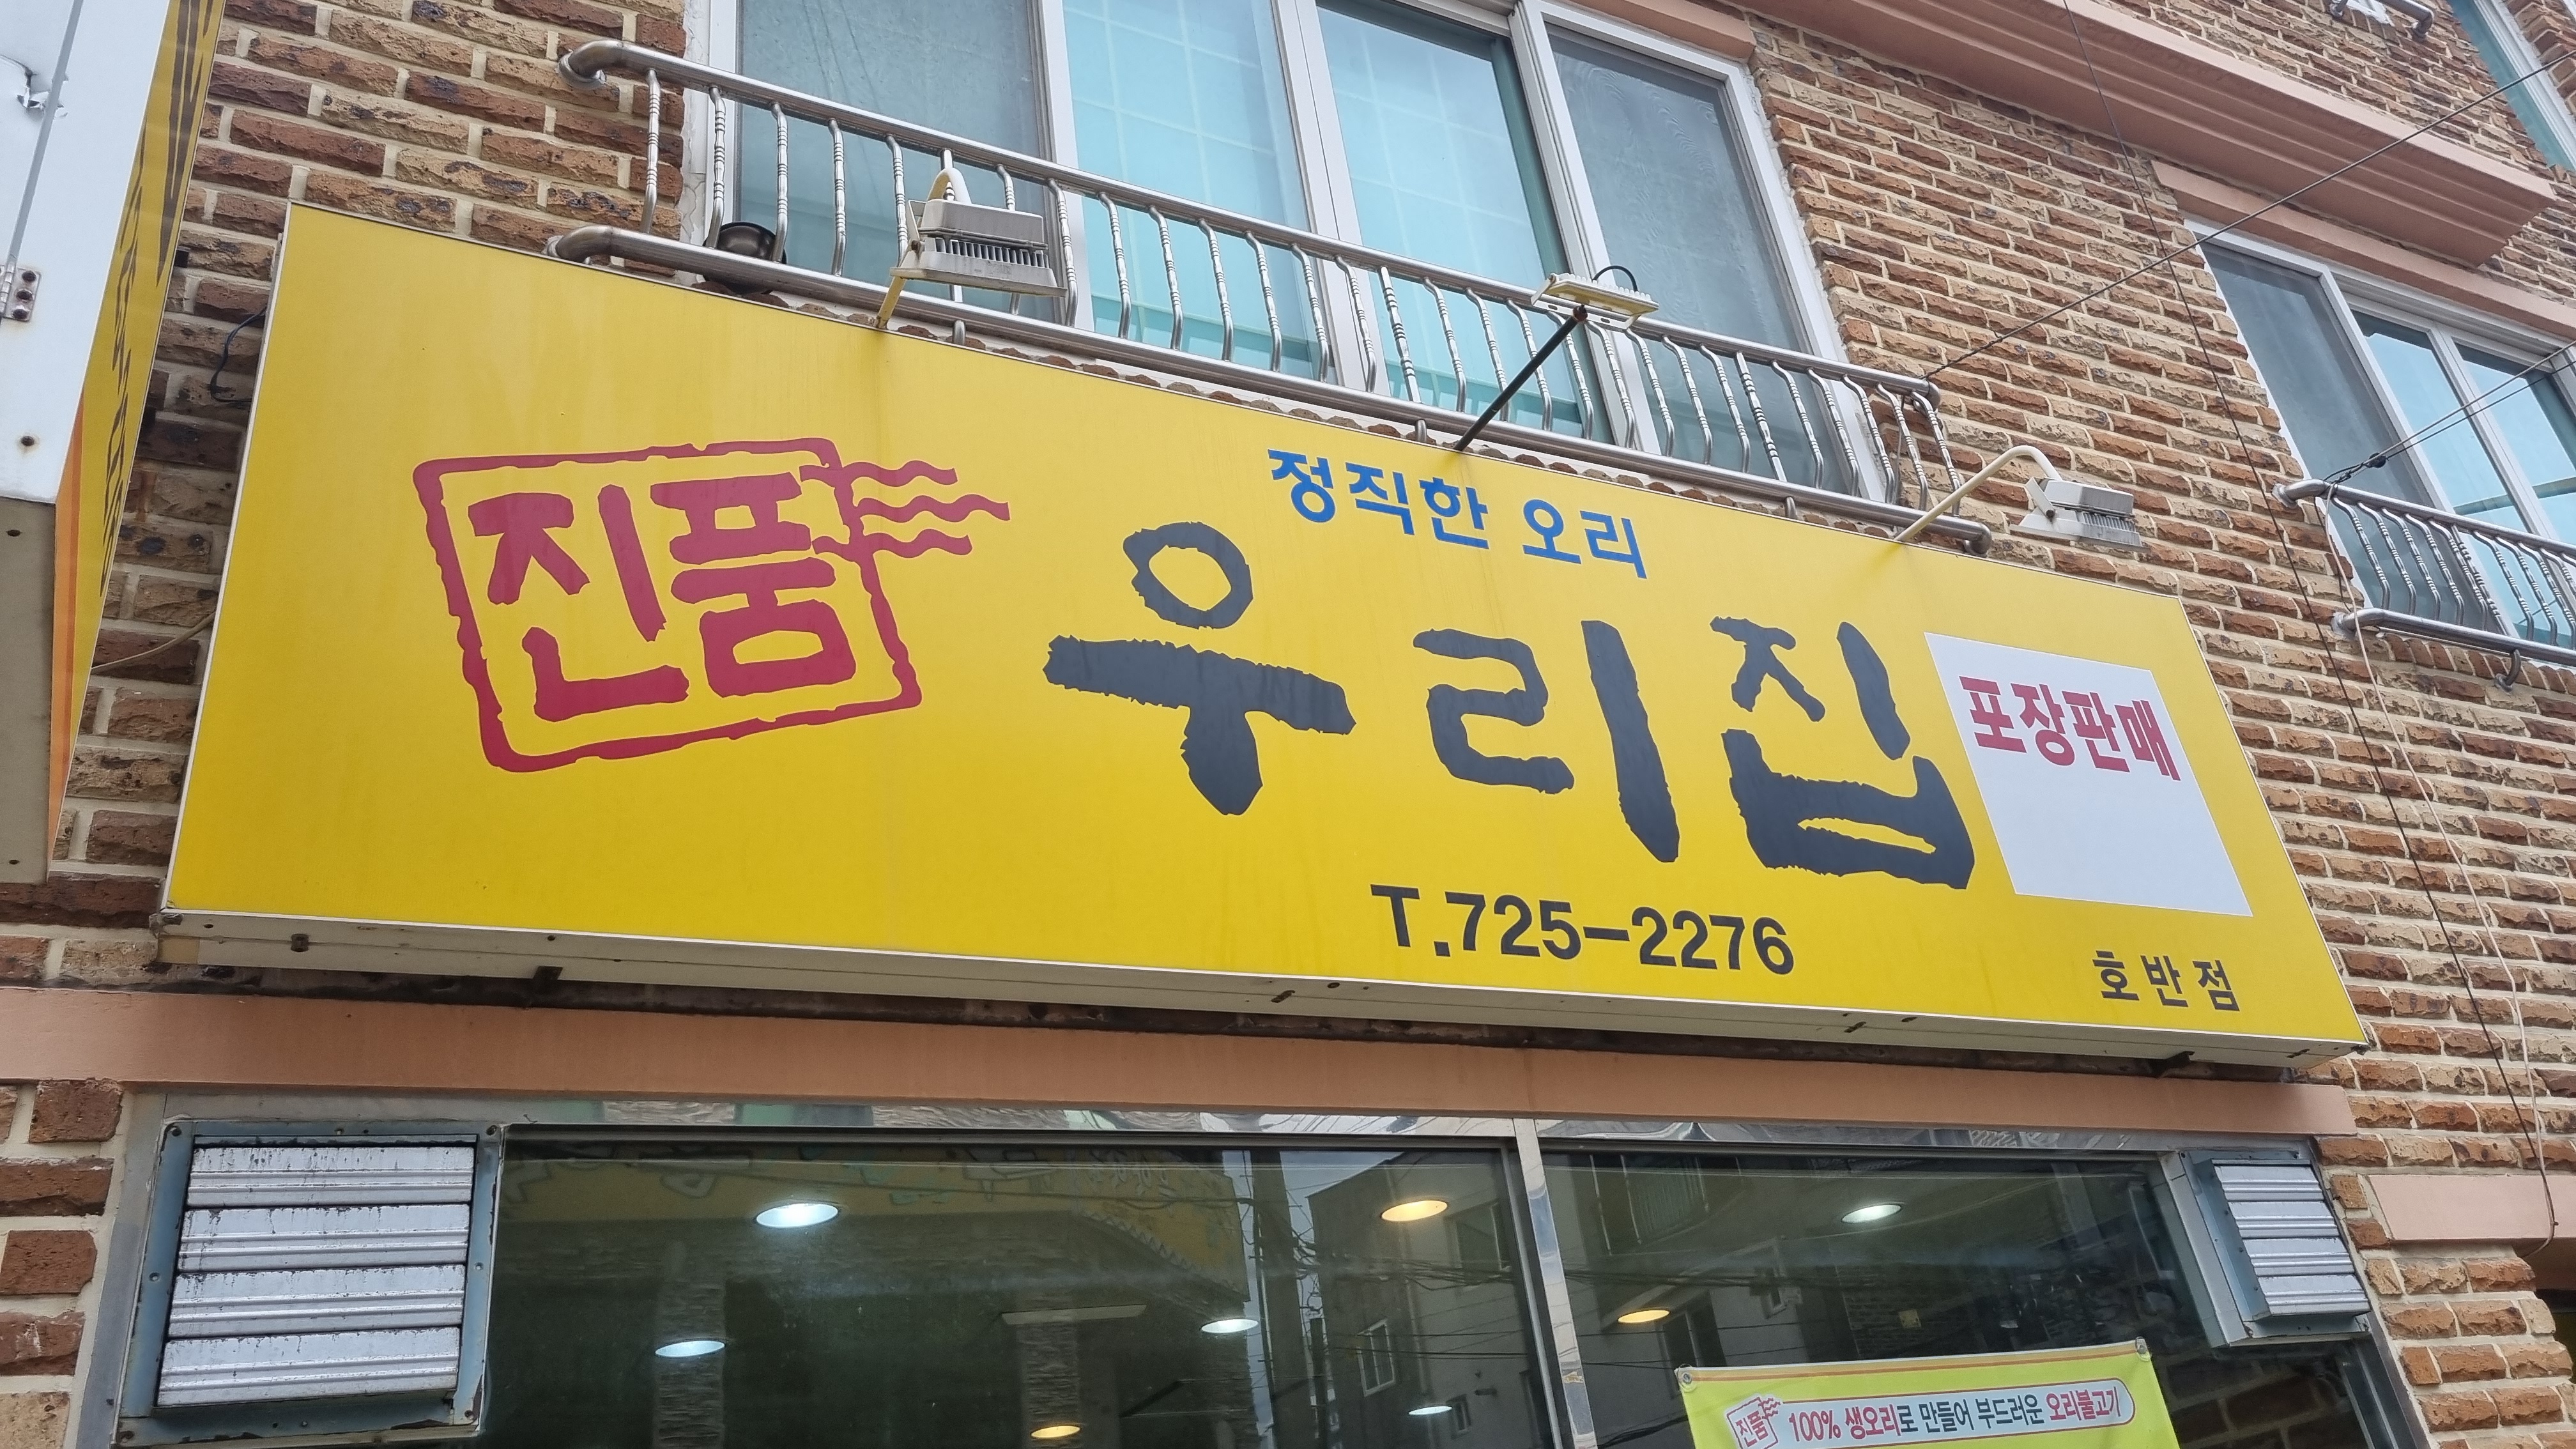 진품
정직한 오리
우리집
포장판매
T.725-2276
호반점
진품 100% 생오리로 만들어 부드러운 오리불고기